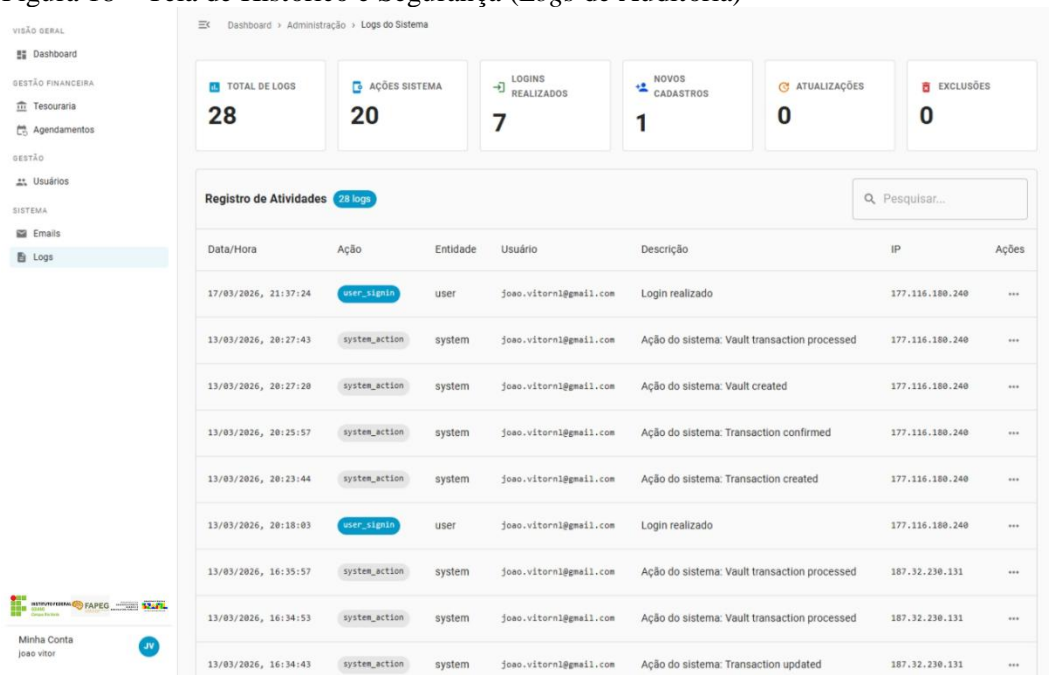 Figura 18 – Tela de Histórico e Segurança (Logs de Auditoria)
VISÃO GERAL
Dashboard
GESTÃO FINANCEIRA
Tesouraria
Agendamentos
GESTÃO
Usuários
SISTEMA
Emails
Logs
Dashboard › Administração › Logs do Sistema
TOTAL DE LOGS
28
AÇÕES SISTEMA
20
LOGINS
REALIZADOS
7
NOVOS
CADASTROS
1
ATUALIZAÇÕES
0
EXCLUSÕES
0
Registro de Atividades 28 logs
Pesquisar...
Data/Hora Ação Entidade Usuário Descrição IP Ações
17/03/2026, 21:37:24 user_signin user joao.vitornl@gmail.com Login realizado 177.116.180.240 ...
13/03/2026, 20:27:43 system_action system joao.vitornl@gmail.com Ação do sistema: Vault transaction processed 177.116.180.240 ...
13/03/2026, 20:27:20 system_action system joao.vitornl@gmail.com Ação do sistema: Vault created 177.116.180.240 ...
13/03/2026, 20:25:57 system_action system joao.vitornl@gmail.com Ação do sistema: Transaction confirmed 177.116.180.240 ...
13/03/2026, 20:23:44 system_action system joao.vitornl@gmail.com Ação do sistema: Transaction created 177.116.180.240 ...
13/03/2026, 20:18:03 user_signin user joao.vitornl@gmail.com Login realizado 177.116.180.240 ...
13/03/2026, 16:35:57 system_action system joao.vitornl@gmail.com Ação do sistema: Vault transaction processed 187.32.230.131 ...
13/03/2026, 16:34:53 system_action system joao.vitornl@gmail.com Ação do sistema: Vault transaction processed 187.32.230.131 ...
13/03/2026, 16:34:43 system_action system joao.vitornl@gmail.com Ação do sistema: Transaction updated 187.32.230.131 ...
INSTITUTO FEDERAL
FAPEG
Minha Conta
joao vitor
JV